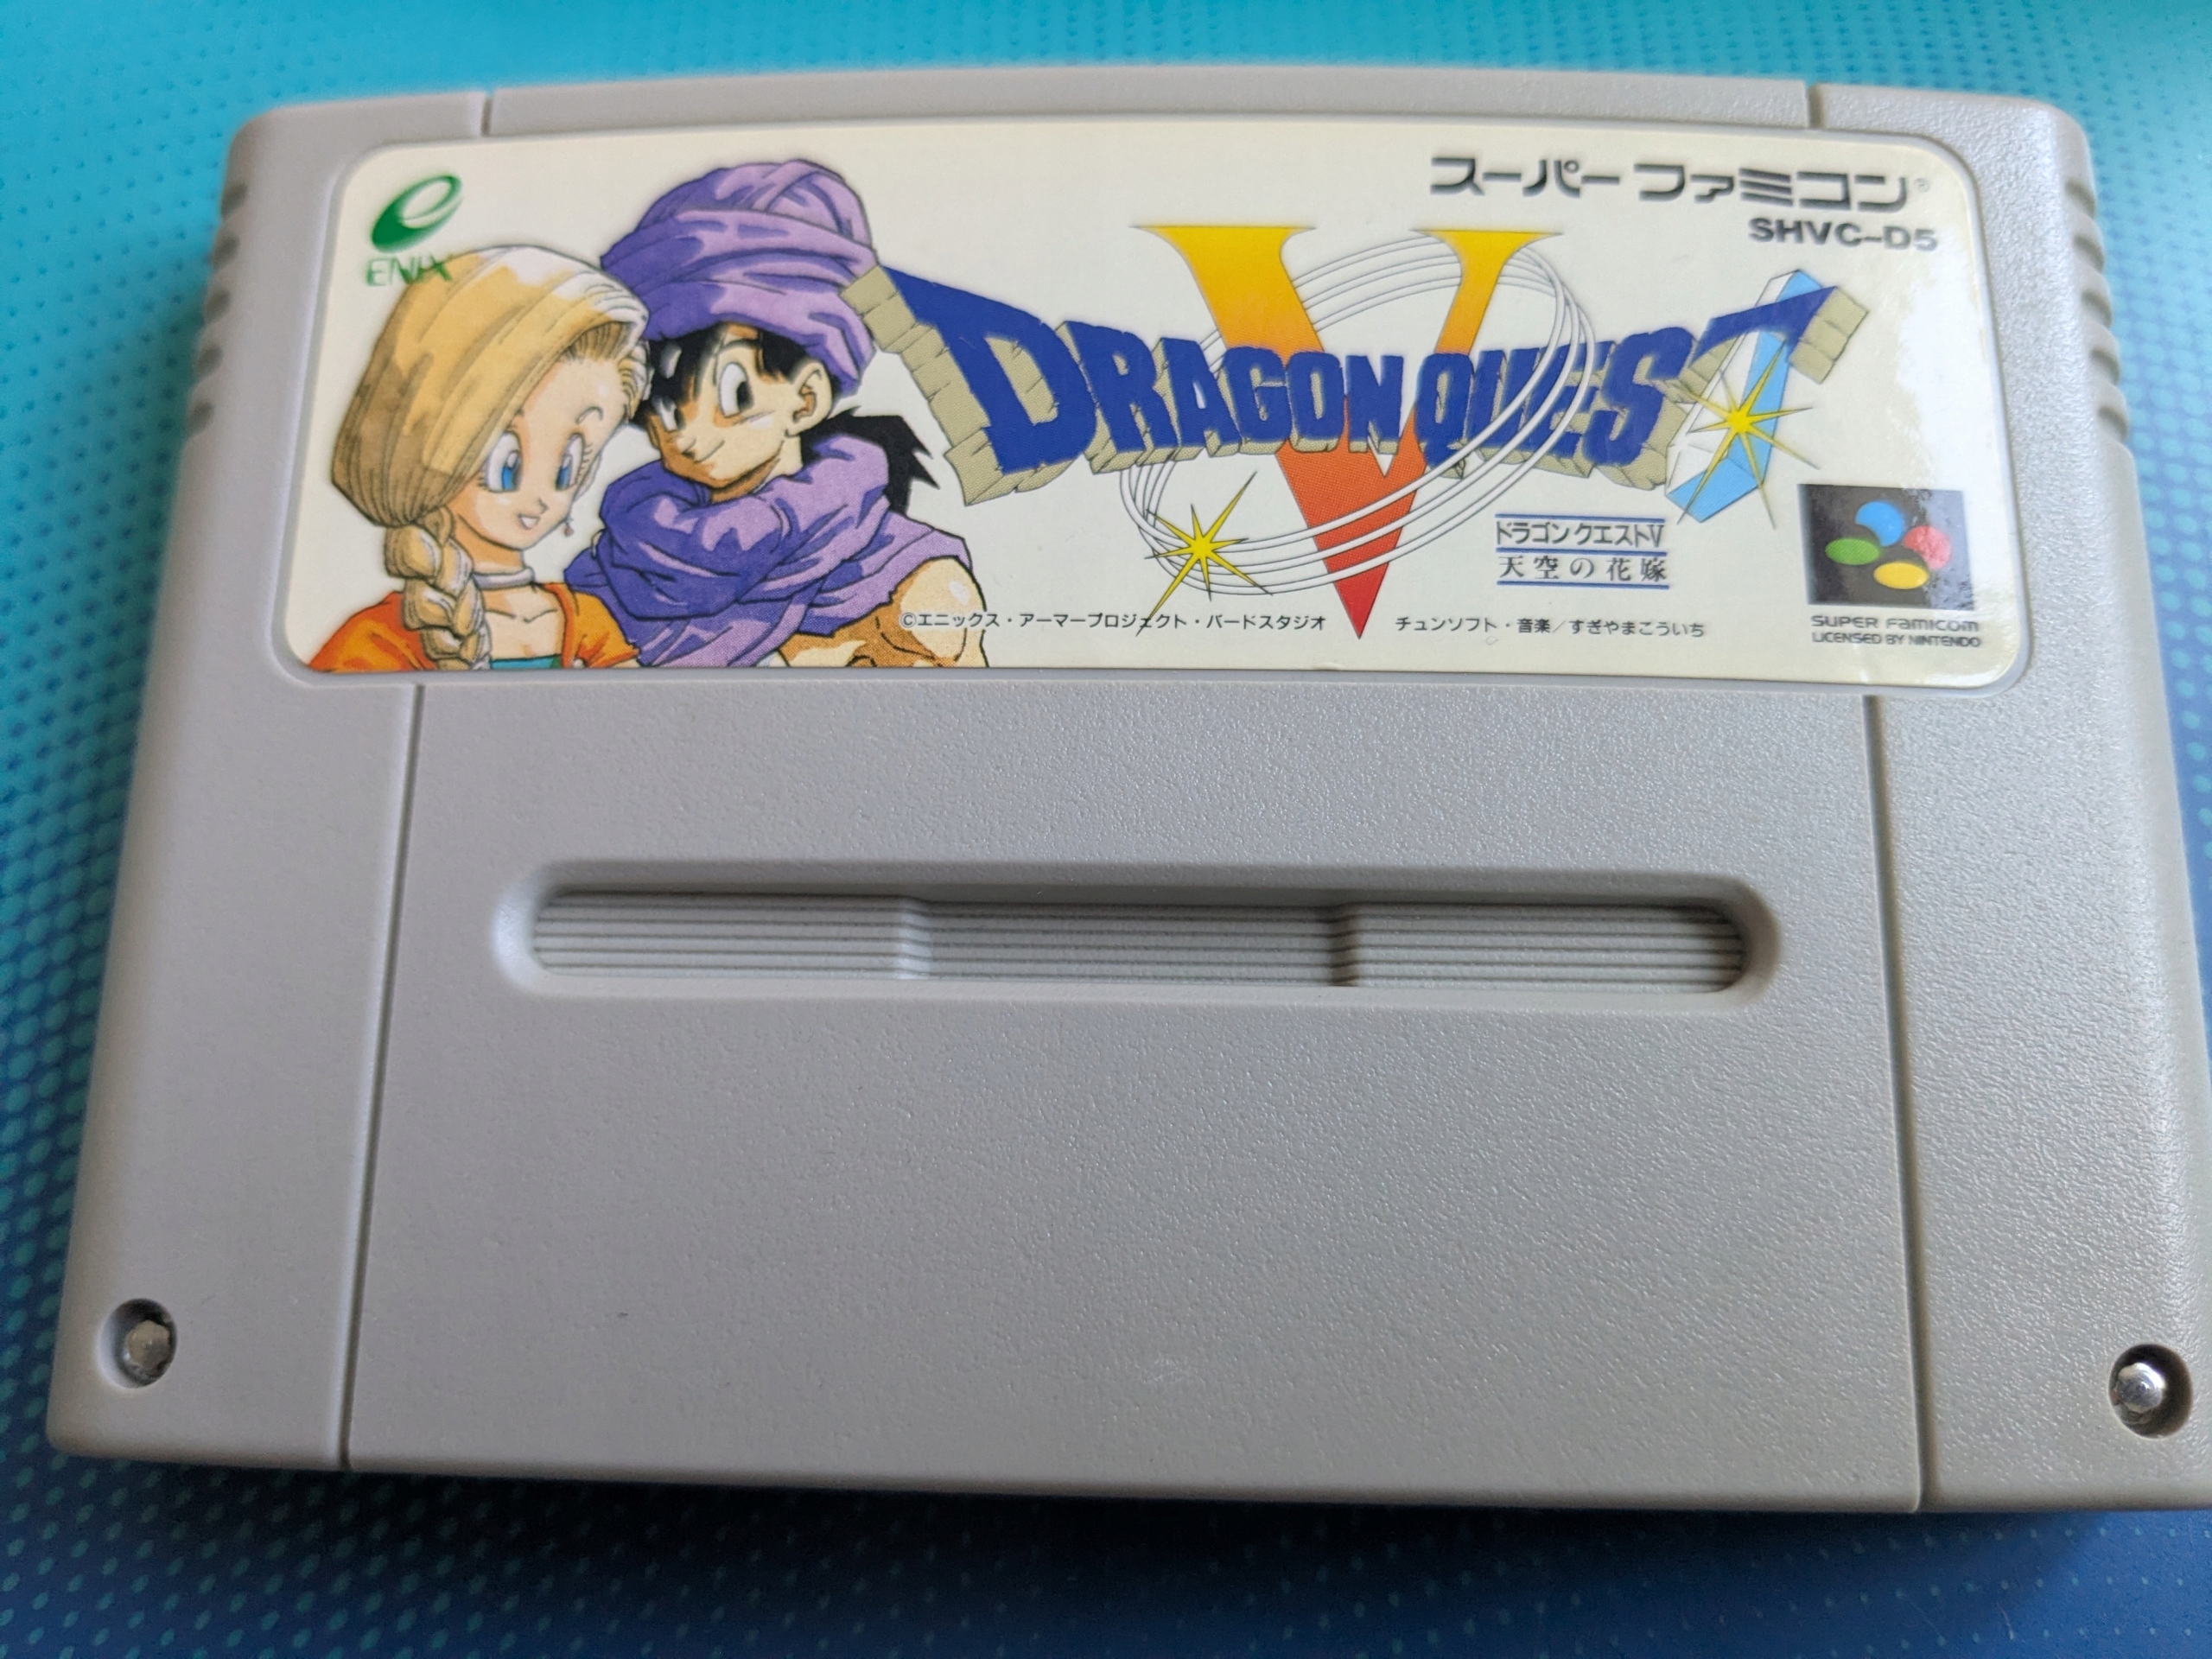 ENIX
スーパーファミコン®
SHVC-D5
DRAGON QUEST
V
ドラゴンクエストV
天空の花嫁
©エニックス・アーマープロジェクト・バードスタジオ チュンソフト・音楽/すぎやまこういち
SUPER FAMICOM
LICENSED BY NINTENDO